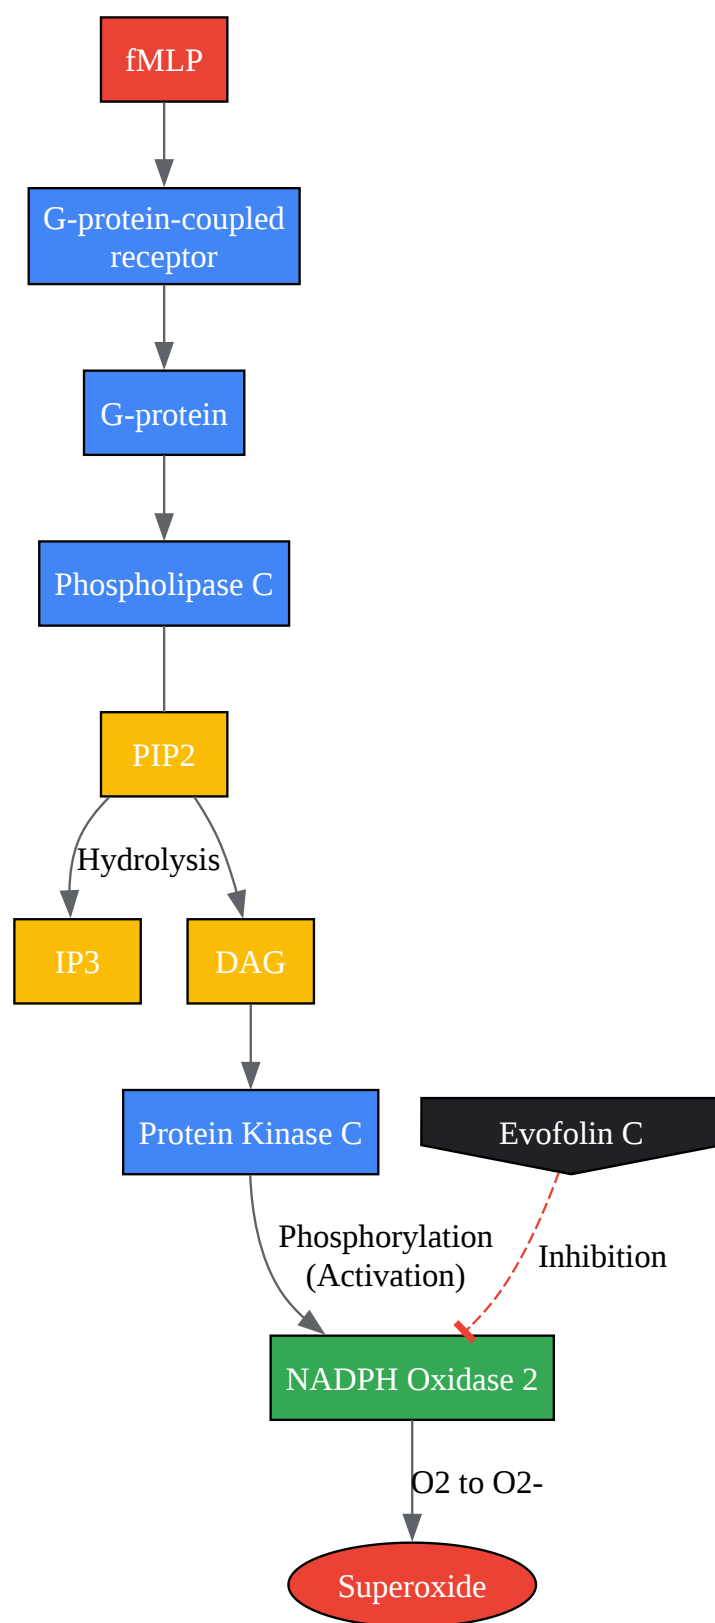 fMLP
G-protein-coupled
receptor
G-protein
Phospholipase C
PIP2
Hydrolysis
IP3
DAG
Protein Kinase C
Evofolin C
Phosphorylation
(Activation)
Inhibition
NADPH Oxidase 2
O2 to O2-
Superoxide